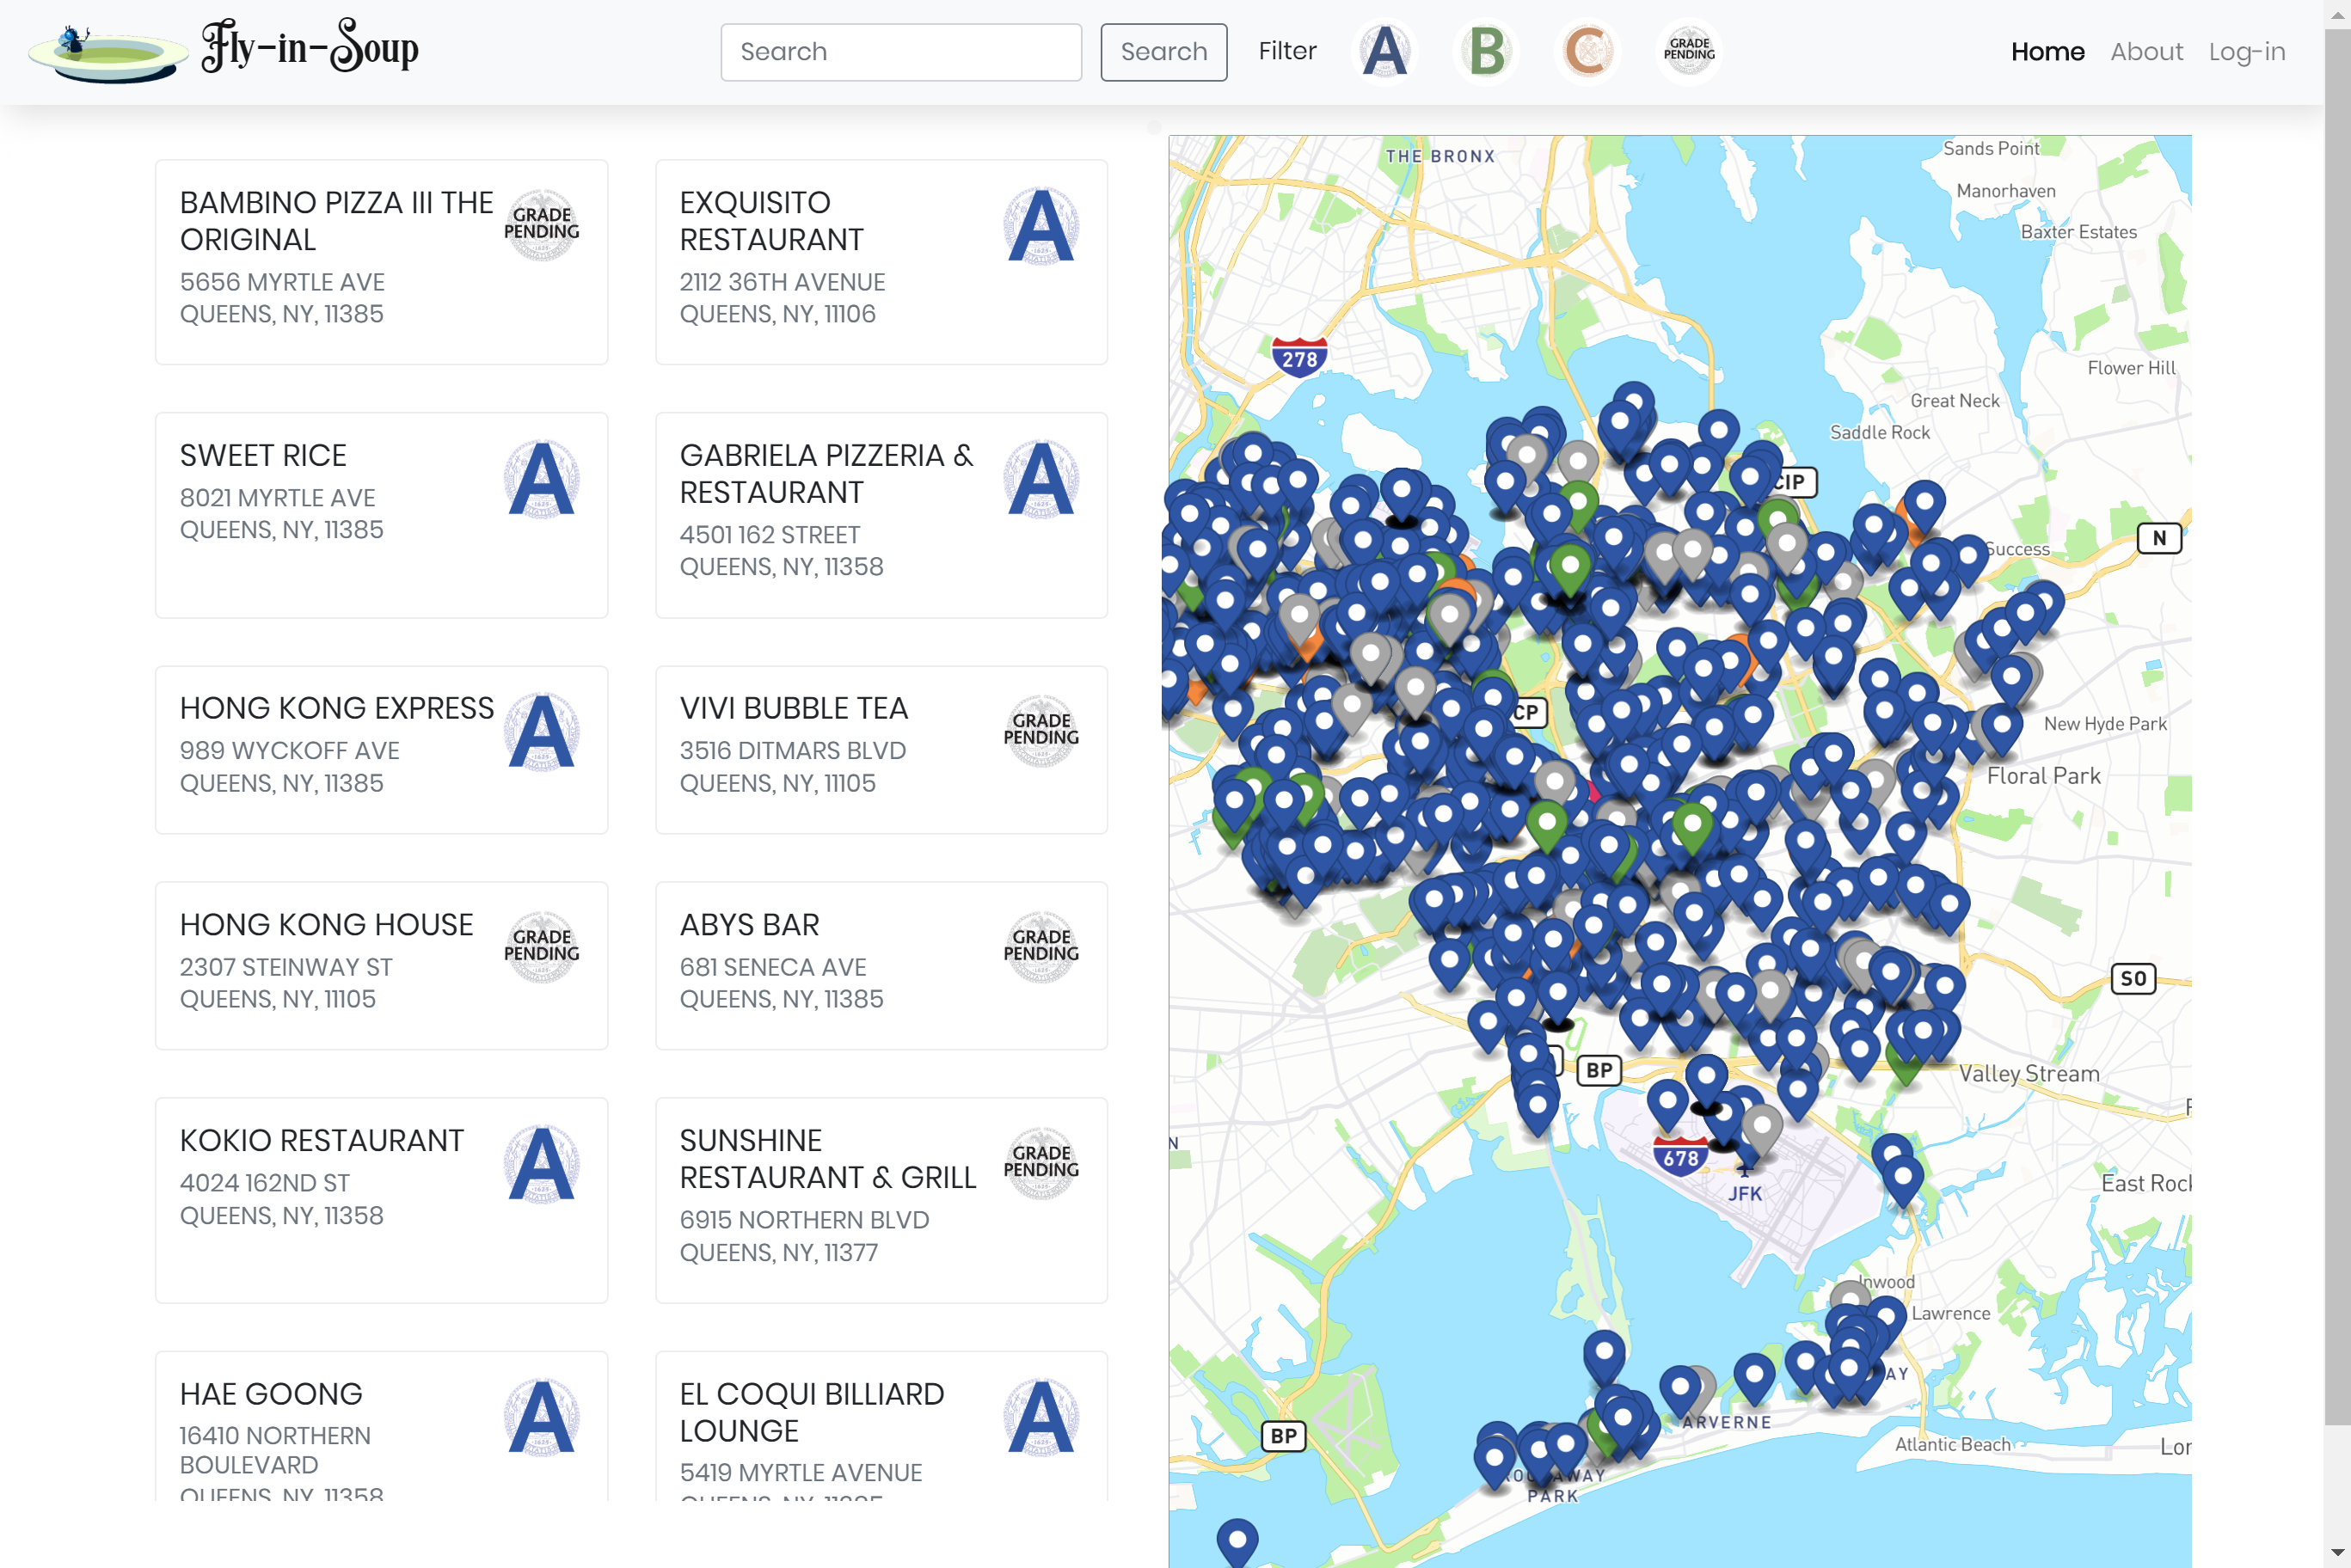 Fly-in-Soup
Search
Search
Filter
A
B
C
GRADE
PENDING
Home
About
Log-in
BAMBINO PIZZA III THE
ORIGINAL
5656 MYRTLE AVE
QUEENS, NY, 11385
GRADE
PENDING
EXQUISITO
RESTAURANT
2112 36TH AVENUE
QUEENS, NY, 11106
A
SWEET RICE
8021 MYRTLE AVE
QUEENS, NY, 11385
A
GABRIELA PIZZERIA &
RESTAURANT
4501 162 STREET
QUEENS, NY, 11358
A
HONG KONG EXPRESS
989 WYCKOFF AVE
QUEENS, NY, 11385
A
VIVI BUBBLE TEA
3516 DITMARS BLVD
QUEENS, NY, 11105
GRADE
PENDING
HONG KONG HOUSE
2307 STEINWAY ST
QUEENS, NY, 11105
GRADE
PENDING
ABYS BAR
681 SENECA AVE
QUEENS, NY, 11385
GRADE
PENDING
KOKIO RESTAURANT
4024 162ND ST
QUEENS, NY, 11358
A
SUNSHINE
RESTAURANT & GRILL
6915 NORTHERN BLVD
QUEENS, NY, 11377
GRADE
PENDING
HAE GOONG
16410 NORTHERN
BOULEVARD
QUEENS, NY, 11358
A
EL COQUI BILLIARD
LOUNGE
5419 MYRTLE AVENUE
QUEENS, NY, 11385
A
THE BRONX
Sands Point
Manorhaven
Baxter Estates
278
Flower Hill
Great Neck
Saddle Rock
CIP
N
Success
CP
New Hyde Park
Floral Park
SO
BP
Valley Stream
N
678
JFK
East Rock
Inwood
Lawrence
AY
ARVERNE
BP
Atlantic Beach
Lon
PARK